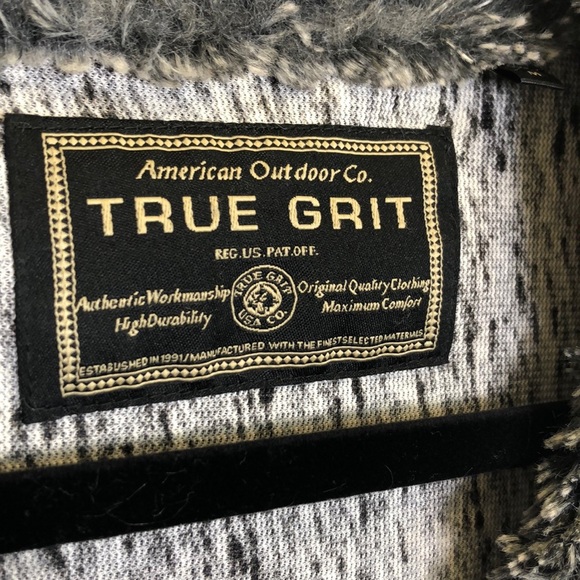 American Outdoor Co.
TRUE GRIT
REG.US.PAT.OFF.
Authentic Workmanship
High Durability
TRUE GRIT
USA CO.
Original Quality Clothing
Maximum Comfort
ESTABLISHED IN 1991/MANUFACTURED WITH THE FINEST SELECTED MATERIALS